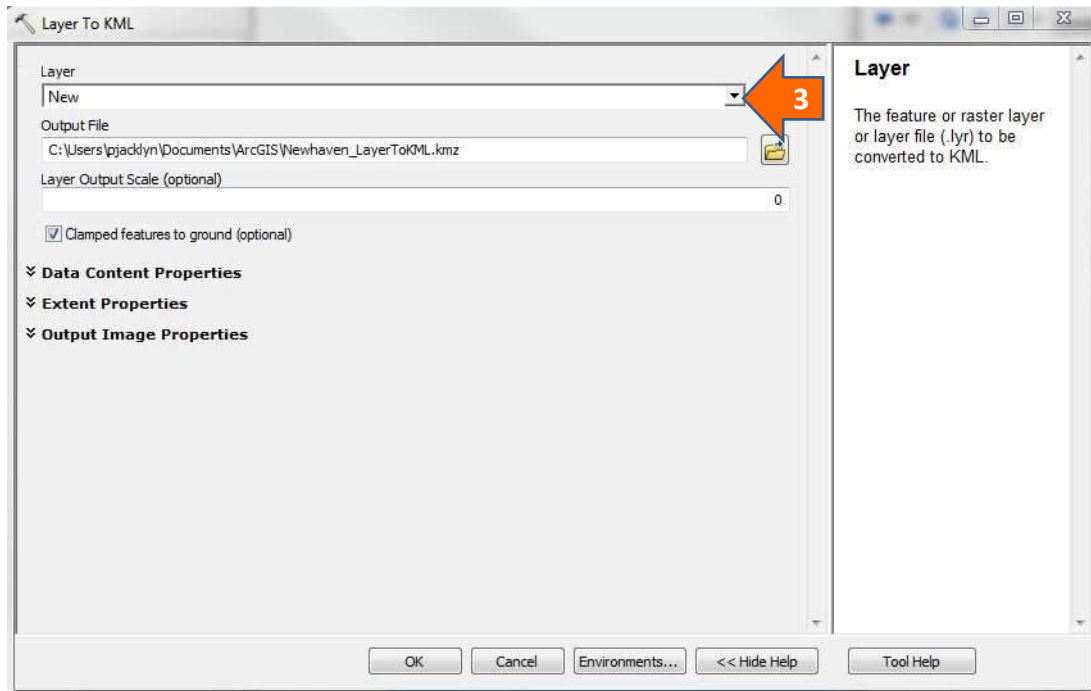 Layer To KML
Layer
New
3
Output File
C:\Users\pjacklyn\Documents\ArcGIS\Newhaven_LayerToKML.kmz
Layer Output Scale (optional)
0
Clamped features to ground (optional)
Data Content Properties
Extent Properties
Output Image Properties
Layer
The feature or raster layer
or layer file (.lyr) to be
converted to KML.
OK
Cancel
Environments...
<< Hide Help
Tool Help